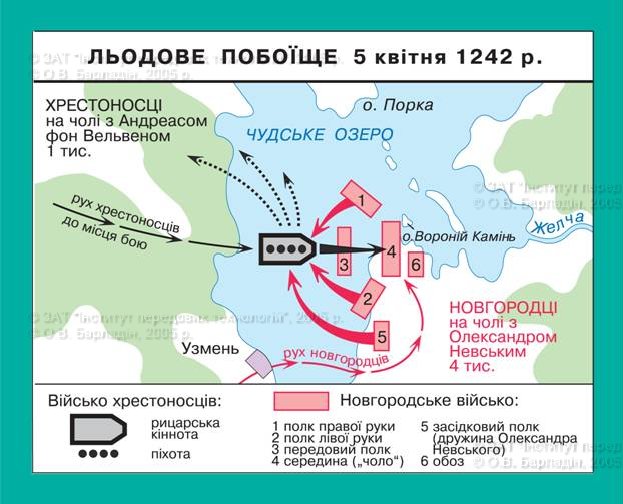 ЛЬОДОВЕ ПОБОЇЩЕ 5 квітня 1242 р.
© ЗАТ "Інститут передових технологій", 2005 р.
© О.В. Барладін, 2005 р.
ХРЕСТОНОСЦІ
на чолі з Андреасом
фон Вельвеном
1 тис.
о. Порка
ЧУДСЬКЕ ОЗЕРО
© ЗАТ "Інститут перед
© О.В. Барладін, 2005
рух хрестоносців
до місця бою
1
Желча
о.Вороній Камінь
3
4
6
2
5
© ЗАТ "Інститут передових технологій", 2005 р.
© О.В. Барладін, 2005 р.
НОВГОРОДЦІ
на чолі з
Олександром
Невським
4 тис.
Узмень
рух новгородців
Військо хрестоносців:
рицарська
кіннота
піхота
Новгородське військо:
1 полк правої руки
2 полк лівої руки
3 передовий полк
4 середина („чоло")
5 засідковий полк
(дружина Олександра
Невського)
6 обоз
© ЗАТ "Інститут перед
© О.В. Барладін, 2005